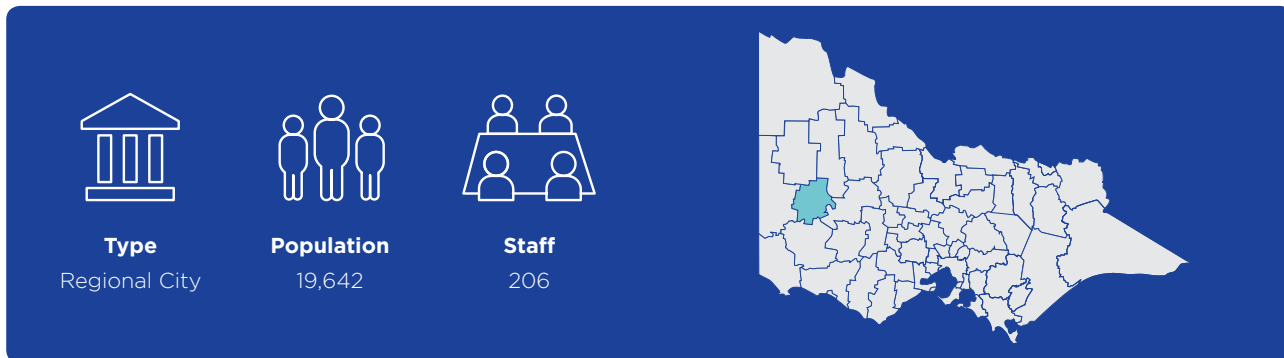 Type
Regional City
Population
19,642
Staff
206